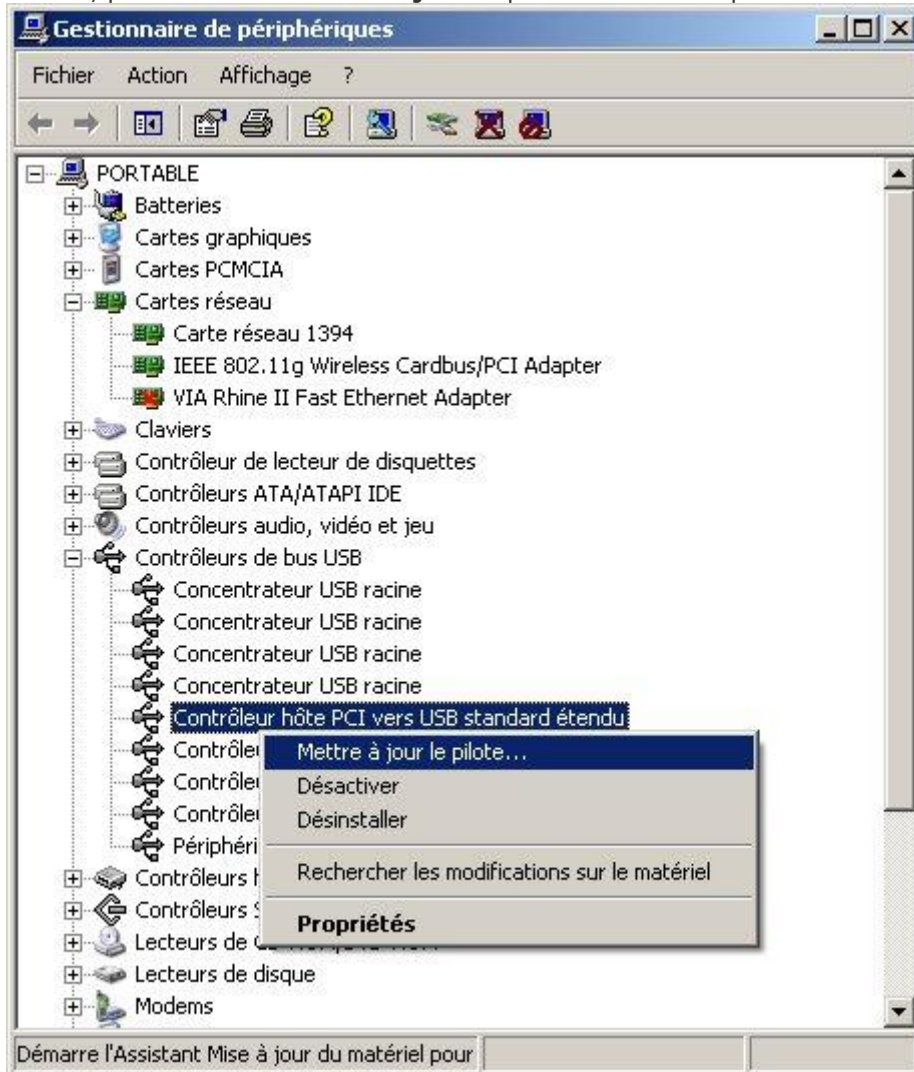 Gestionnaire de périphériques
Fichier Action Affichage ?
PORTABLE
Batteries
Cartes graphiques
Cartes PCMCIA
Cartes réseau
Carte réseau 1394
IEEE 802.11g Wireless Cardbus/PCI Adapter
VIA Rhine II Fast Ethernet Adapter
Claviers
Contrôleur de lecteur de disquettes
Contrôleurs ATA/ATAPI IDE
Contrôleurs audio, vidéo et jeu
Contrôleurs de bus USB
Concentrateur USB racine
Concentrateur USB racine
Concentrateur USB racine
Concentrateur USB racine
Contrôleur hôte PCI vers USB standard étendu
Contrôle
Mettre à jour le pilote...
Contrôle
Désactiver
Contrôle
Désinstaller
Périphéri
Contrôleurs
Rechercher les modifications sur le matériel
Contrôleurs
Propriétés
Lecteurs de
Lecteurs de disque
Modems
Démarre l'Assistant Mise à jour du matériel pour